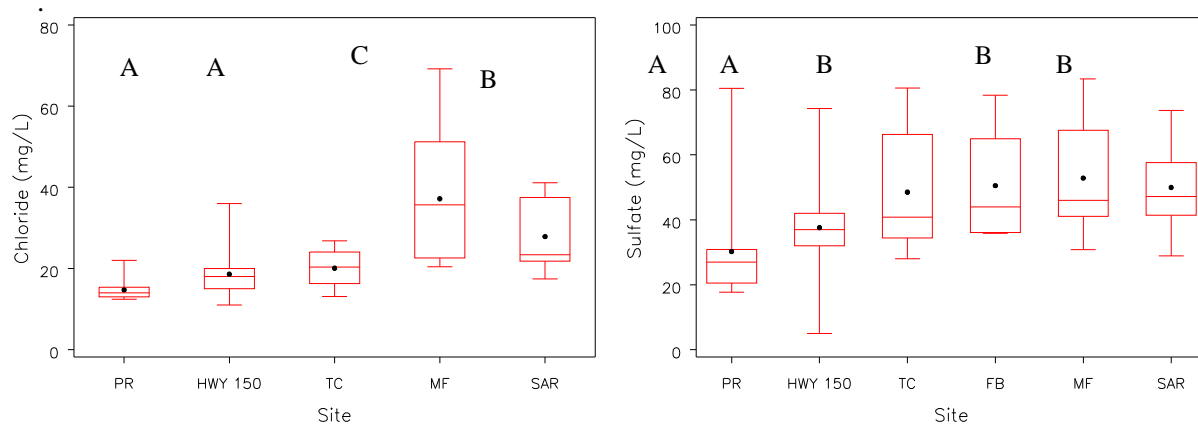 80
60
40
20
0
Chloride (mg/L)
A A C B
PR HWY 150 TC MF SAR
Site
100
80
60
40
20
0
Sulfate (mg/L)
A A B B B
PR HWY 150 TC FB MF SAR
Site